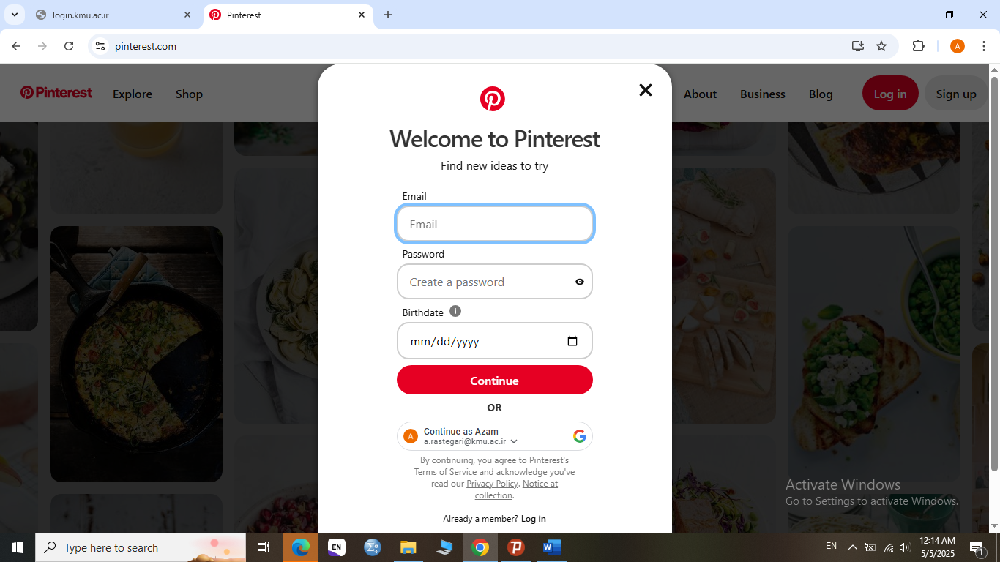 login.kmu.ac.ir
Pinterest
pinterest.com
A
Pinterest
Explore
Shop
About
Business
Blog
Log in
Sign up
Welcome to Pinterest
Find new ideas to try
Email
Email
Password
Create a password
Birthdate
mm/dd/yyyy
Continue
OR
A
Continue as Azam
a.rastegari@kmu.ac.ir
By continuing, you agree to Pinterest's
Terms of Service and acknowledge you've
read our Privacy Policy. Notice at
collection.
Already a member? Log in
Activate Windows
Go to Settings to activate Windows.
Type here to search
EN
EN
12:14 AM
5/5/2025
1